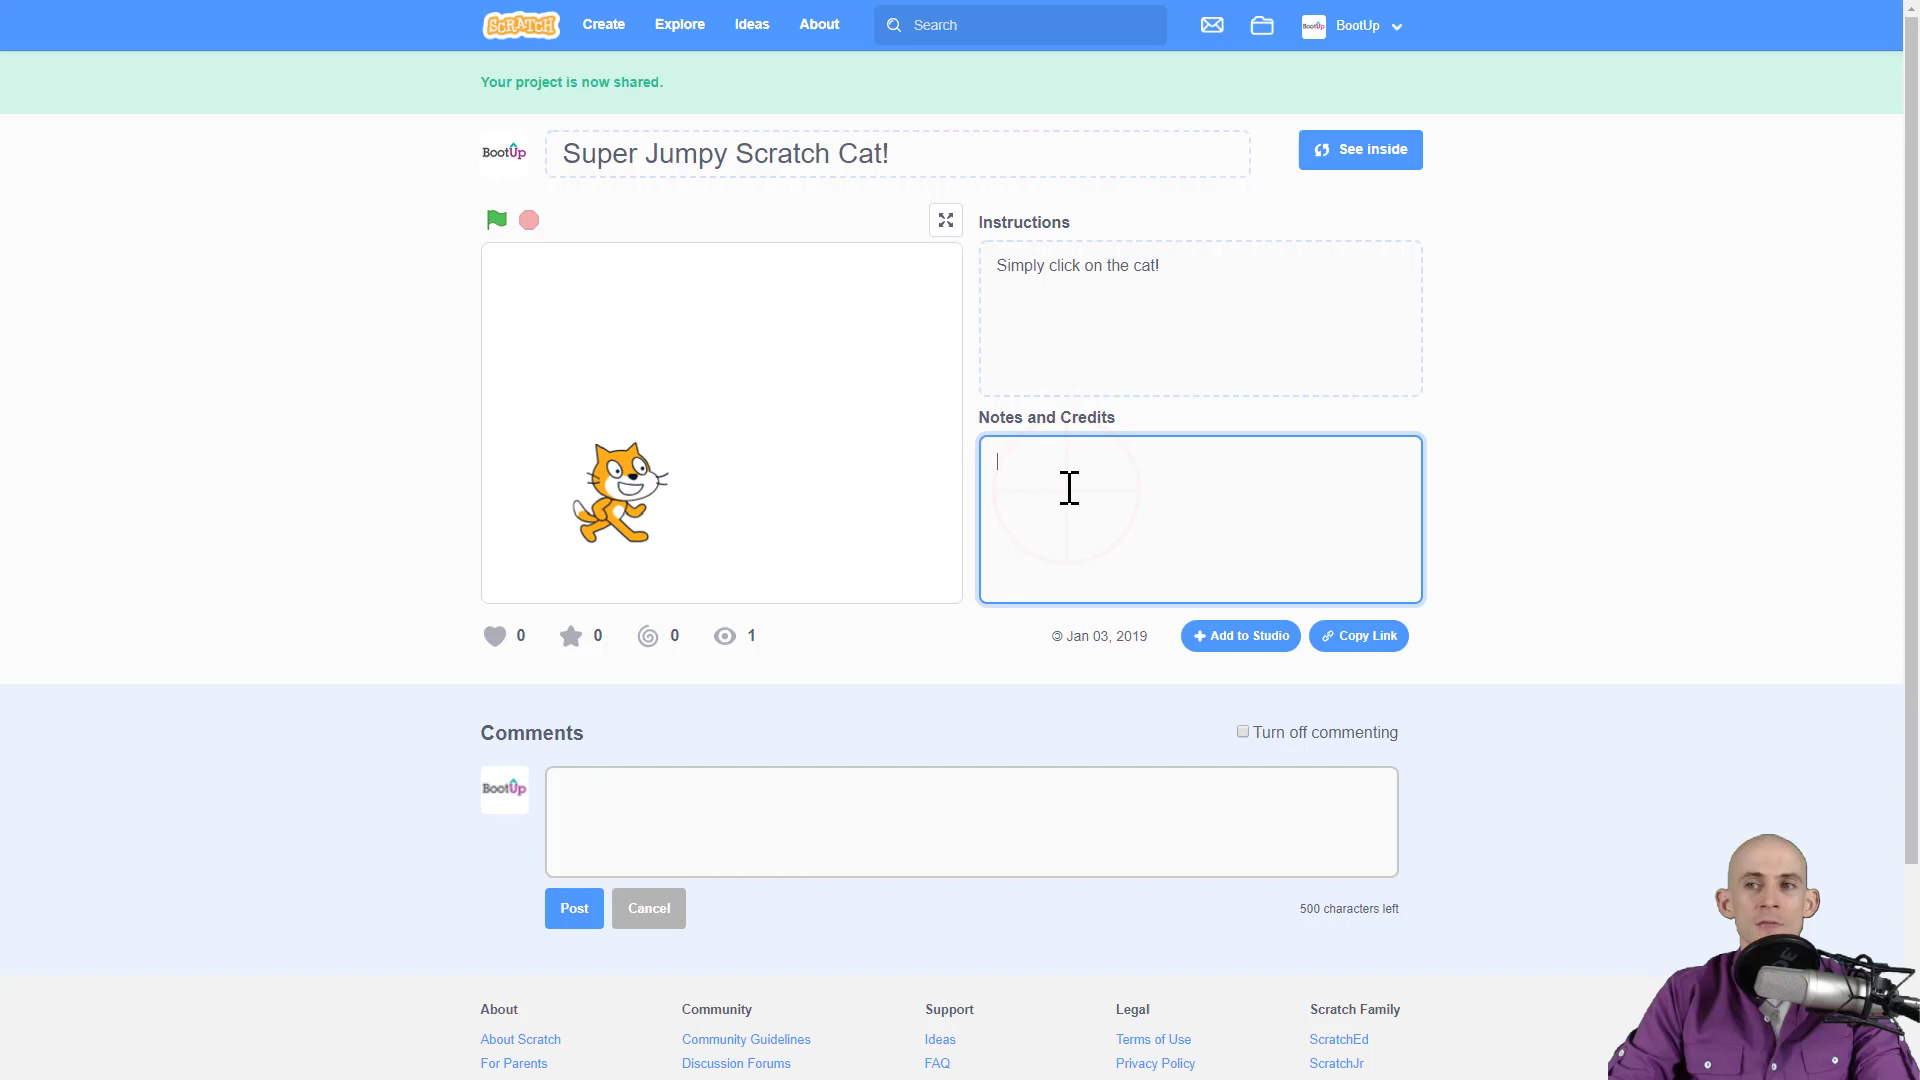 SCRATCH Create Explore Ideas About Search BootUp BootUp
Your project is now shared.
BootUp Super Jumpy Scratch Cat! See inside
Instructions
Simply click on the cat!
Notes and Credits
0 0 0 1 © Jan 03, 2019 Add to Studio Copy Link
Comments Turn off commenting
BootUp
Post Cancel 500 characters left
About Community Support Legal Scratch Family
About Scratch Community Guidelines Ideas Terms of Use ScratchEd
For Parents Discussion Forums FAQ Privacy Policy ScratchJr